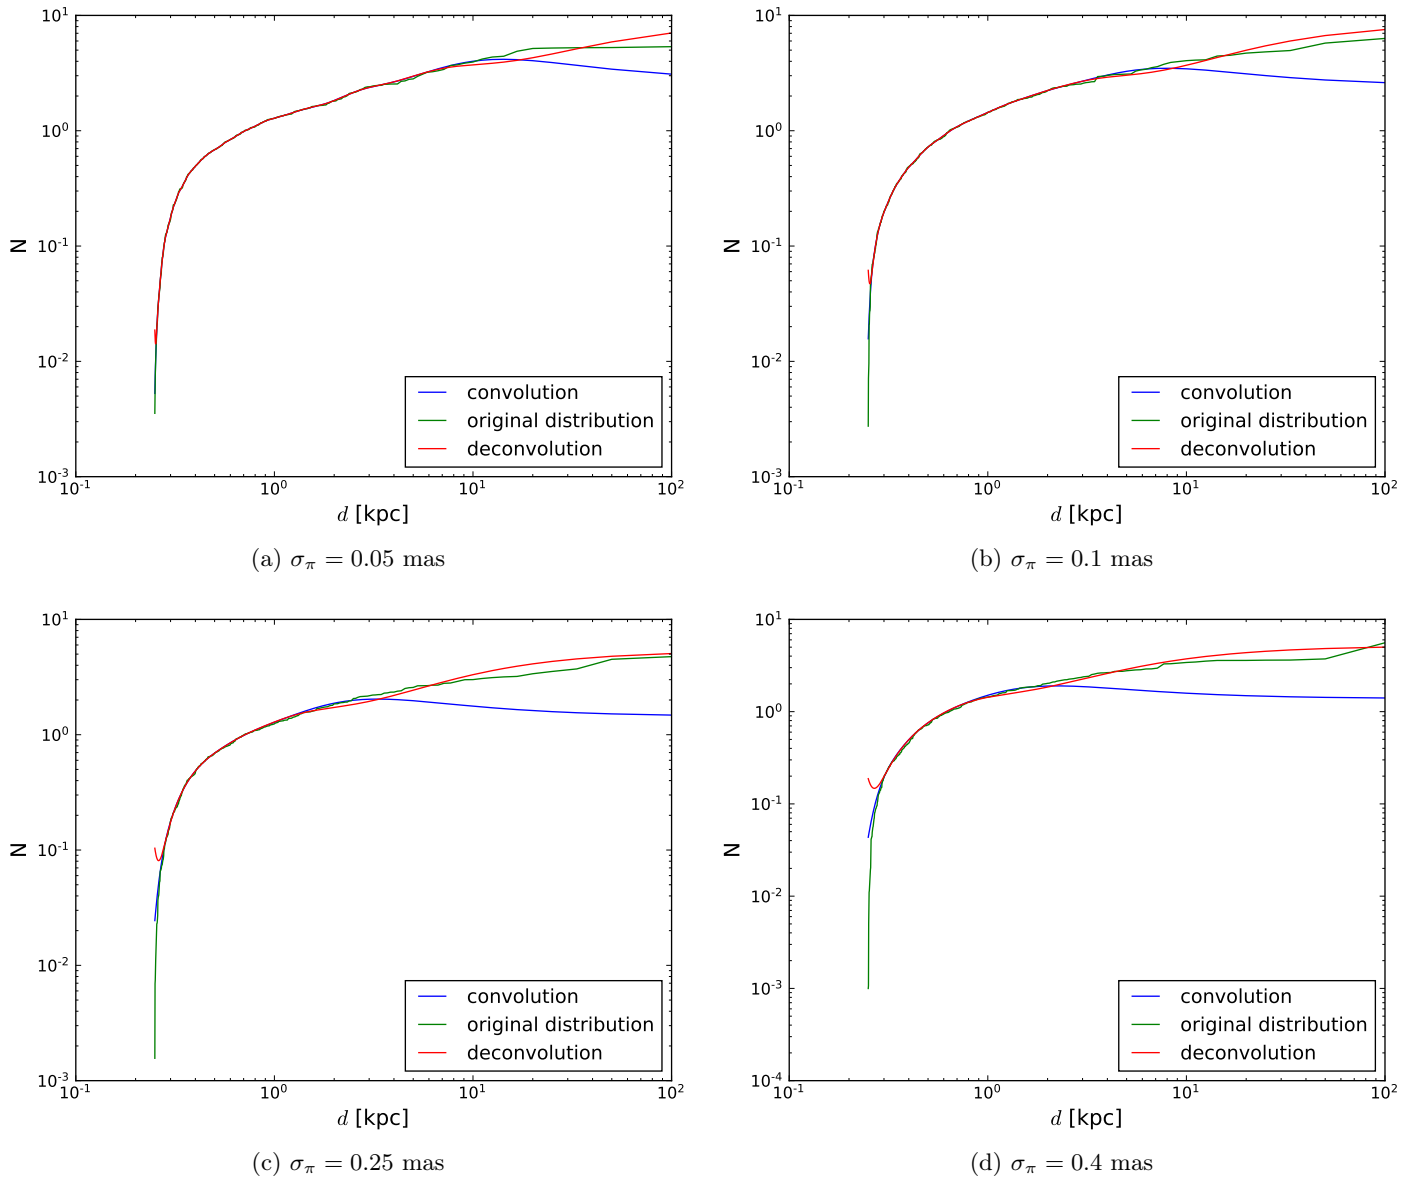 10^1
10^0
10^-1
10^-2
10^-3
N
10^-1 10^0 10^1 10^2
d [kpc]
convolution
original distribution
deconvolution
(a) σ_π = 0.05 mas
10^1
10^0
10^-1
10^-2
10^-3
N
10^-1 10^0 10^1 10^2
d [kpc]
convolution
original distribution
deconvolution
(b) σ_π = 0.1 mas
10^1
10^0
10^-1
10^-2
10^-3
N
10^-1 10^0 10^1 10^2
d [kpc]
convolution
original distribution
deconvolution
(c) σ_π = 0.25 mas
10^1
10^0
10^-1
10^-2
10^-3
10^-4
N
10^-1 10^0 10^1 10^2
d [kpc]
convolution
original distribution
deconvolution
(d) σ_π = 0.4 mas